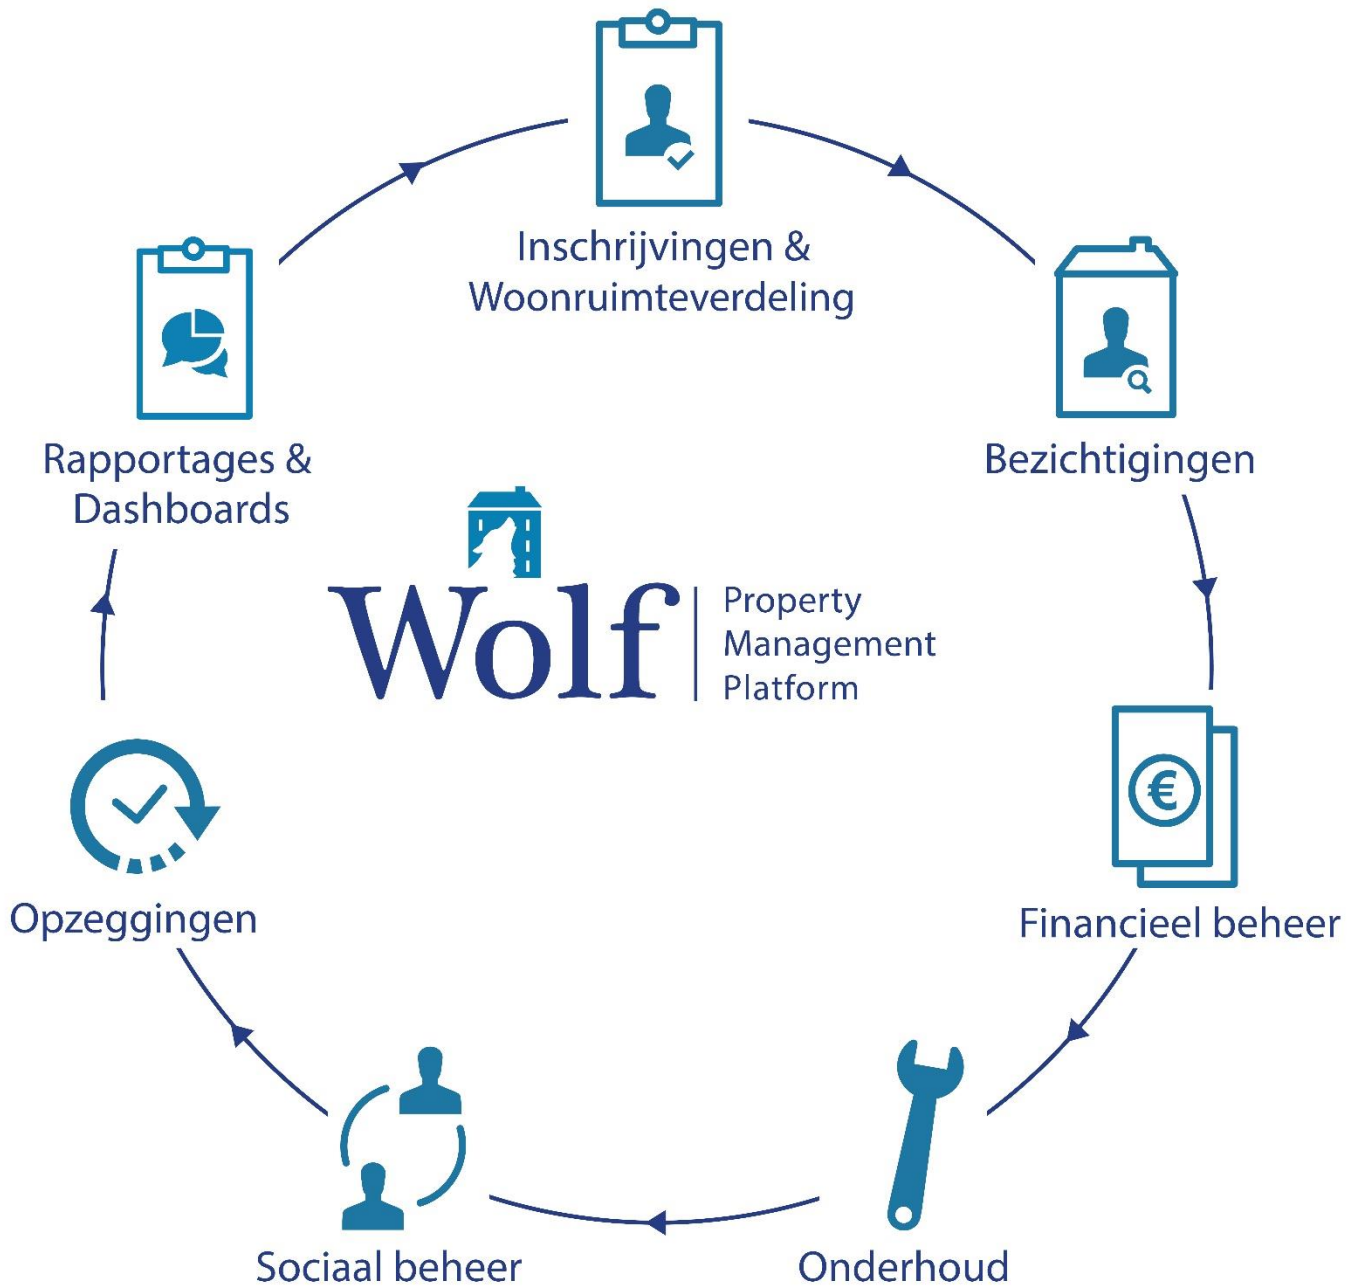 Inschrijvingen &
Woonruimteverdeling
Bezichtigingen
Rapportages &
Dashboards
Wolf
Property
Management
Platform
€
Financieel beheer
Opzeggingen
Sociaal beheer
Onderhoud